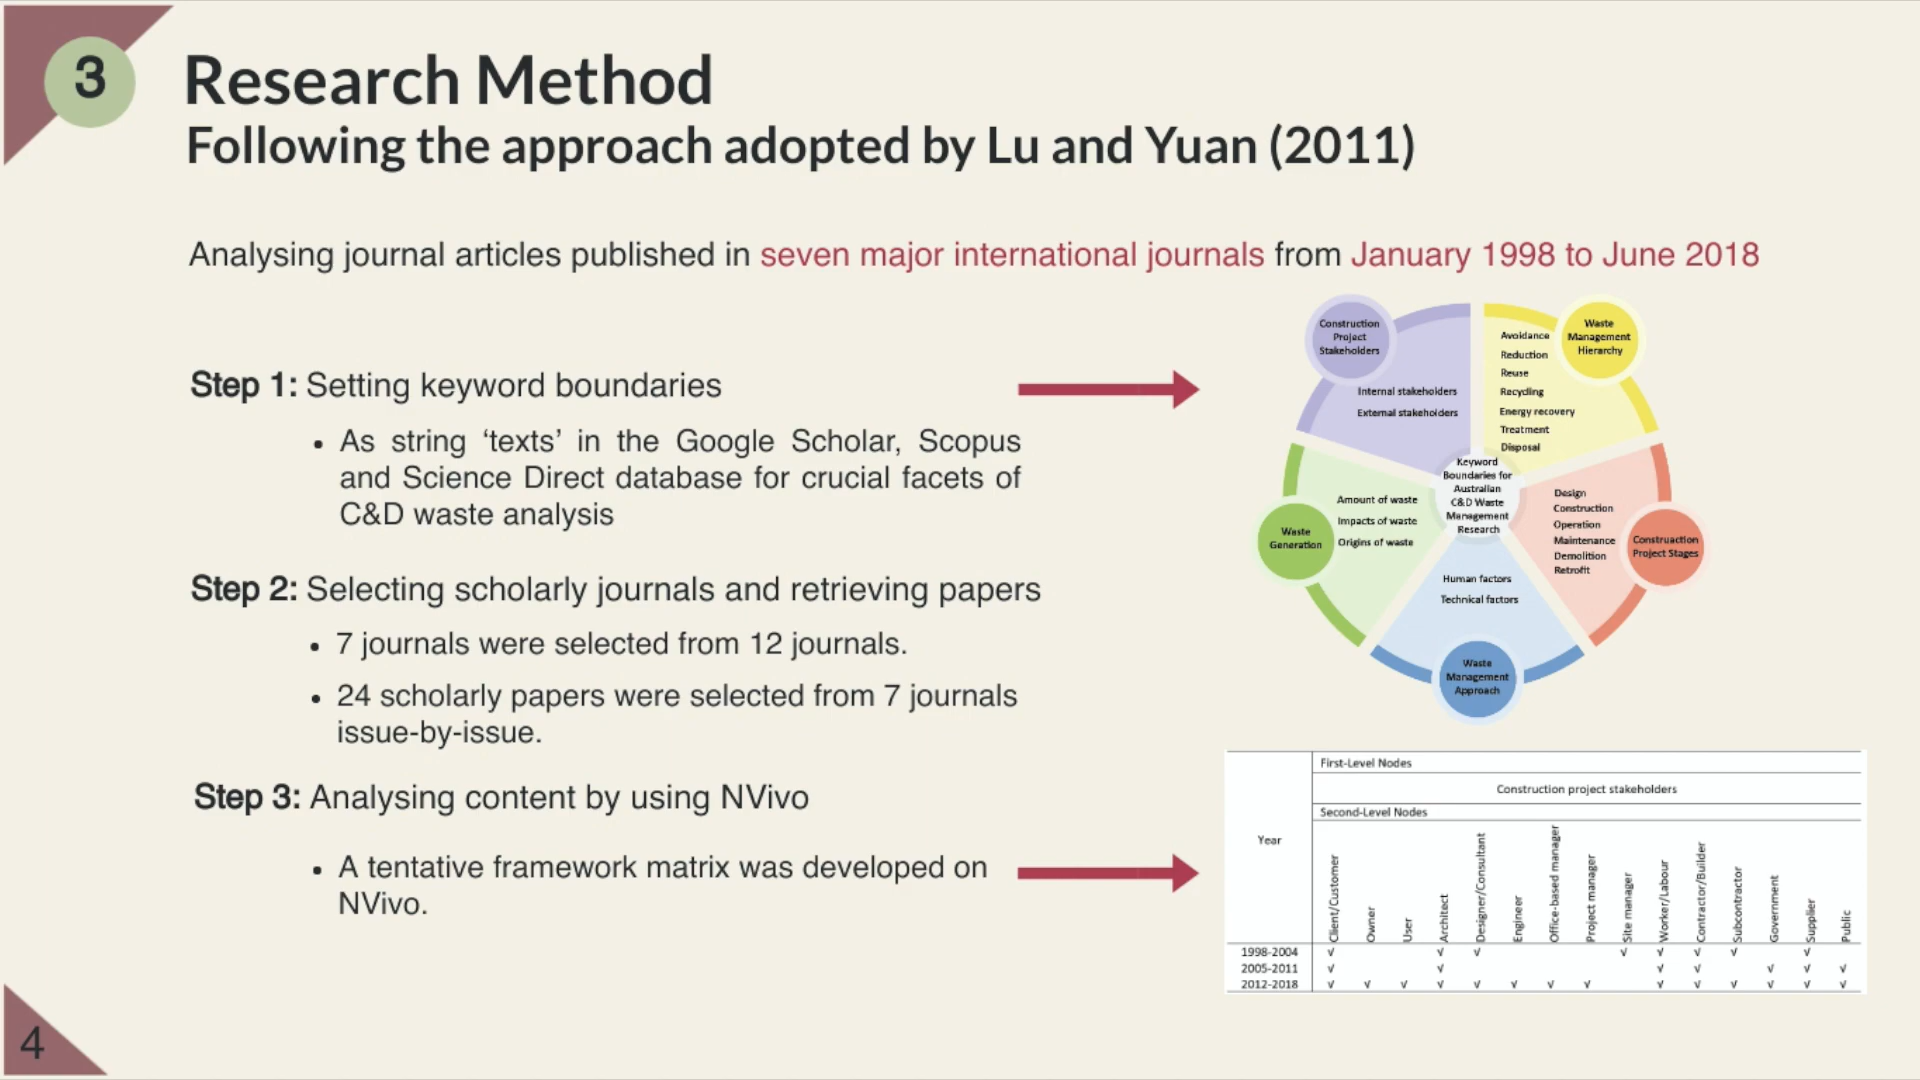 3
Research Method
Following the approach adopted by Lu and Yuan (2011)
Analysing journal articles published in seven major international journals from January 1998 to June 2018
Step 1: Setting keyword boundaries
• As string ‘texts’ in the Google Scholar, Scopus
and Science Direct database for crucial facets of
C&D waste analysis
Step 2: Selecting scholarly journals and retrieving papers
• 7 journals were selected from 12 journals.
• 24 scholarly papers were selected from 7 journals
issue-by-issue.
Step 3: Analysing content by using NVivo
• A tentative framework matrix was developed on
NVivo.
Construction
Project
Stakeholders
Internal stakeholders
External stakeholders
Waste
Management
Hierarchy
Avoidance
Reduction
Reuse
Recycling
Energy recovery
Treatment
Disposal
Keyword
Boundaries for
Australian
C&D Waste
Management
Research
Waste
Generation
Amount of waste
Impacts of waste
Origins of waste
Design
Construction
Operation
Maintenance
Demolition
Retrofit
Construaction
Project Stages
Human factors
Technical factors
Waste
Management
Approach
First-Level Nodes
Construction project stakeholders
Second-Level Nodes
Year
Client/Customer
Owner
User
Architect
Designer/Consultant
Engineer
Office-based manager
Project manager
Site manager
Worker/Labour
Contractor/Builder
Subcontractor
Government
Supplier
Public
1998-2004 √ √ √ √ √ √ √ √
2005-2011 √ √ √ √ √ √ √
2012-2018 √ √ √ √ √ √ √ √ √ √ √ √ √ √
4